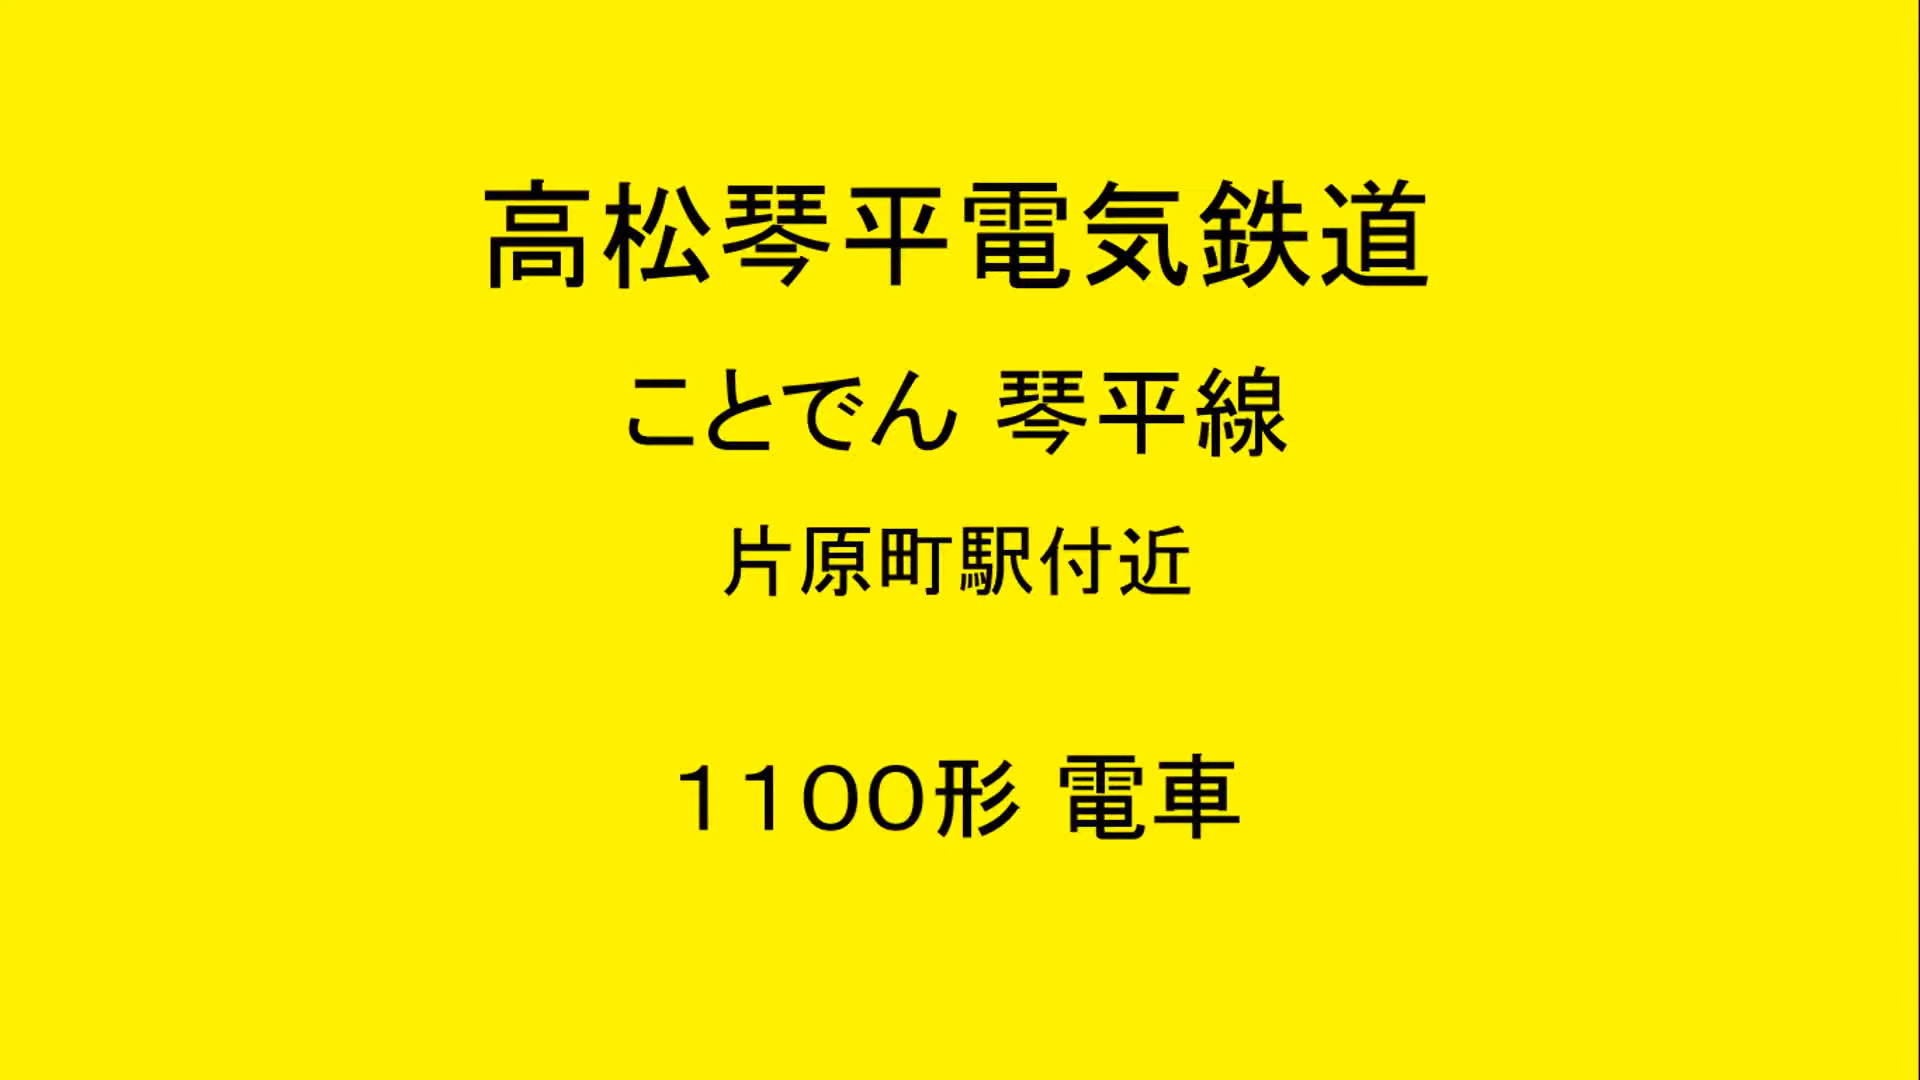 高松琴平電気鉄道
ことでん 琴平線
片原町駅付近
１１００形 電車